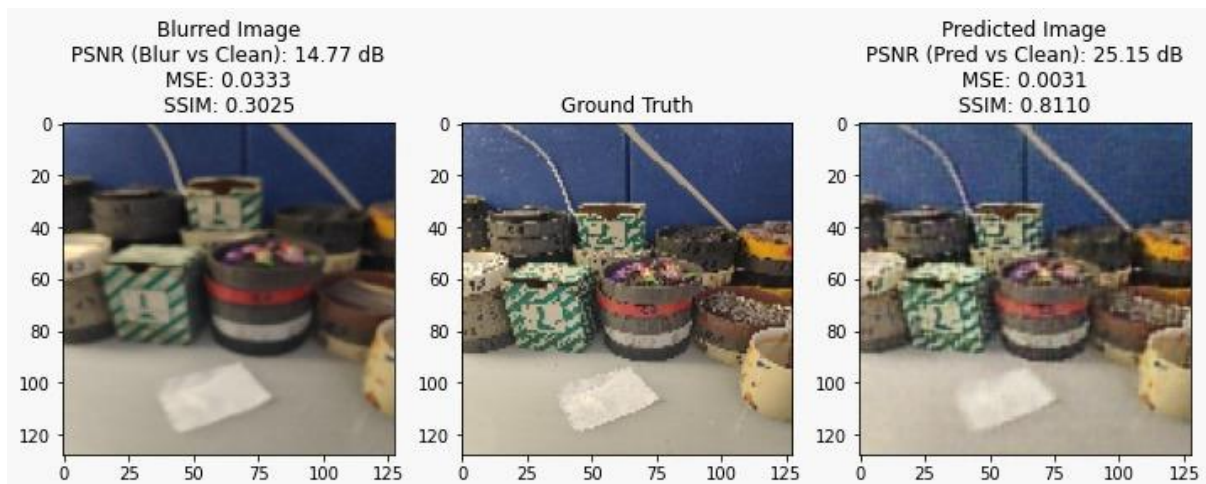 Blurred Image
PSNR (Blur vs Clean): 14.77 dB
MSE: 0.0333
SSIM: 0.3025
Ground Truth
Predicted Image
PSNR (Pred vs Clean): 25.15 dB
MSE: 0.0031
SSIM: 0.8110
0
20
40
60
80
100
120
0 25 50 75 100 125
0
20
40
60
80
100
120
0 25 50 75 100 125
0
20
40
60
80
100
120
0 25 50 75 100 125